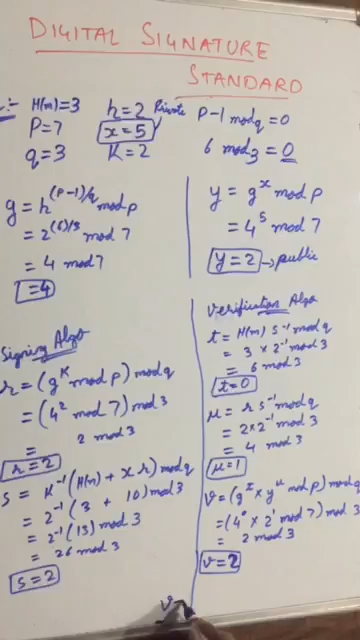 DIGITAL SIGNATURE
STANDARD
:- H(m)=3 h=2 Private P-1 mod q = 0
P=7 x=5 6 mod 3 = 0
q=3 K=2
g = h^(P-1)/q mod p
= 2^(6)/3 mod 7
= 4 mod 7
= 4
y = g^x mod p
= 4^5 mod 7
y=2 → public
Signing Algo
r = (g^K mod p) mod q
= (4^2 mod 7) mod 3
= 2 mod 3
r=2
s = K^-1 (H(m) + x r) mod q
= 2^-1 (3 + 10) mod 3
= 2^-1 (13) mod 3
= 26 mod 3
s=2
Verification Algo
t = H(m) s^-1 mod q
= 3 × 2^-1 mod 3
= 6 mod 3
t=0
u = r s^-1 mod q
= 2 × 2^-1 mod 3
= 4 mod 3
u=1
v = (g^t × y^u mod p) mod q
= (4^0 × 2^1 mod 7) mod 3
= 2 mod 3
v=2
v